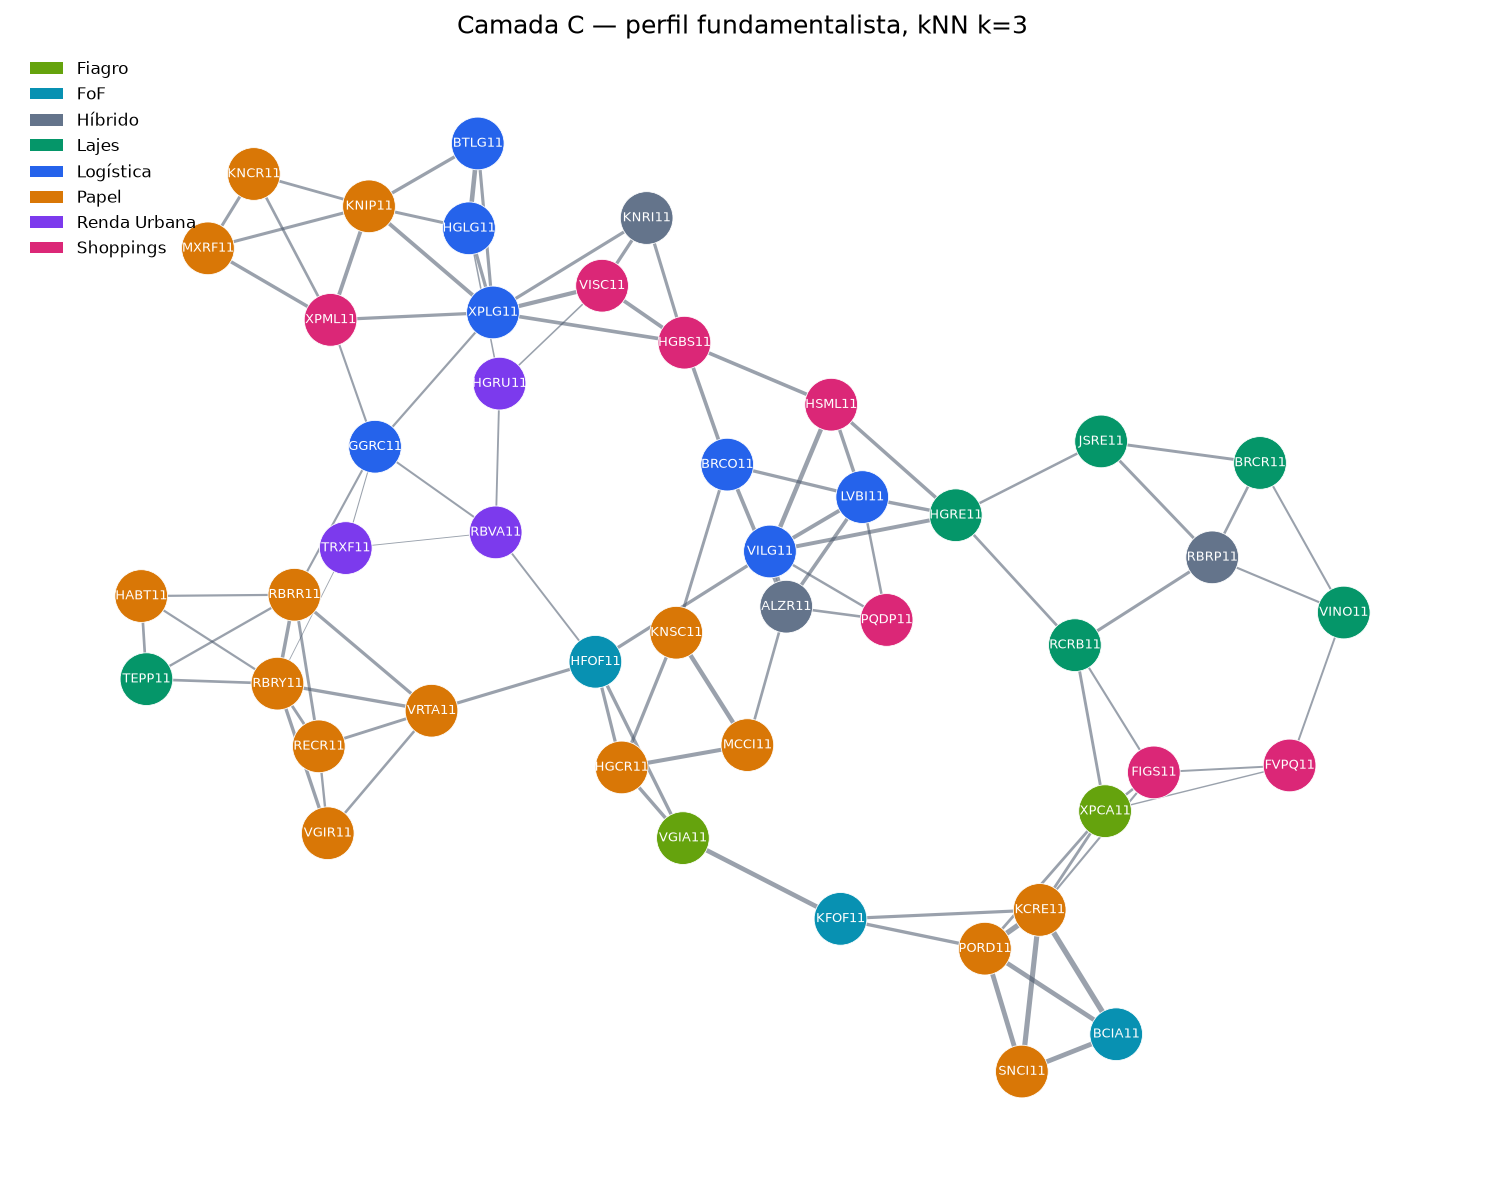 Camada C — perfil fundamentalista, kNN k=3
Fiagro
FoF
Híbrido
Lajes
Logística
Papel
Renda Urbana
Shoppings
BTLG11
KNCR11
KNIP11
KNRI11
HGLG11
MXRF11
VISC11
XPLG11
XPML11
HGBS11
HGRU11
HSML11
JSRE11
GGRC11
BRCO11
BRCR11
LVBI11
HGRE11
RBVA11
TRXF11
VILG11
RBRP11
HABT11
RBRR11
ALZR11
VINO11
PQDP11
KNSC11
RCRB11
HFOF11
TEPP11
RBRY11
VRTA11
RECR11
MCCI11
HGCR11
FVPQ11
FIGS11
XPCA11
VGIR11
VGIA11
KCRE11
KFOF11
PORD11
BCIA11
SNCI11